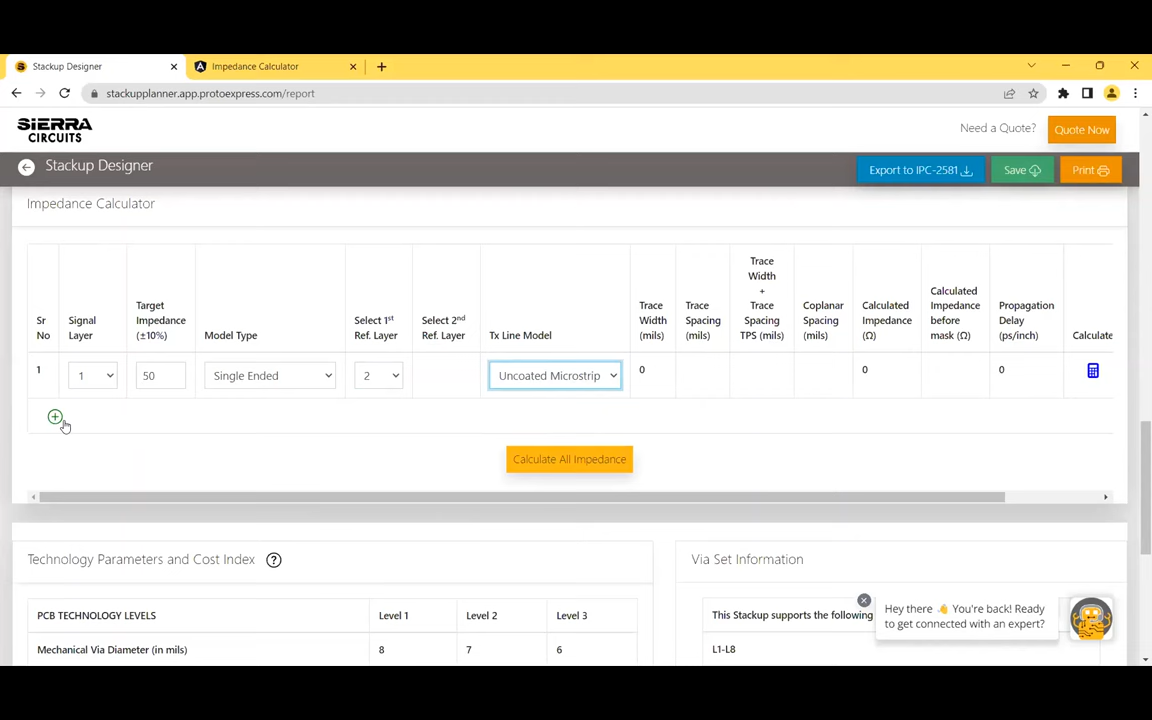 Stackup Designer
Impedance Calculator
stackupplanner.app.protoexpress.com/report
SIERRA
CIRCUITS
Need a Quote?
Quote Now
Stackup Designer
Export to IPC-2581
Save
Print
Impedance Calculator
Sr
No
Signal
Layer
Target
Impedance
(±10%)
Model Type
Select 1st
Ref. Layer
Select 2nd
Ref. Layer
Tx Line Model
Trace
Width
(mils)
Trace
Spacing
(mils)
Trace
Width
+
Trace
Spacing
TPS (mils)
Coplanar
Spacing
(mils)
Calculated
Impedance
(Ω)
Calculated
Impedance
before
mask (Ω)
Propagation
Delay
(ps/inch)
Calculate
1
1
50
Single Ended
2
Uncoated Microstrip
0
0
0
Calculate All Impedance
Technology Parameters and Cost Index
?
Via Set Information
PCB TECHNOLOGY LEVELS
Level 1
Level 2
Level 3
Mechanical Via Diameter (in mils)
8
7
6
This Stackup supports the following
L1-L8
Hey there 👋 You're back! Ready
to get connected with an expert?